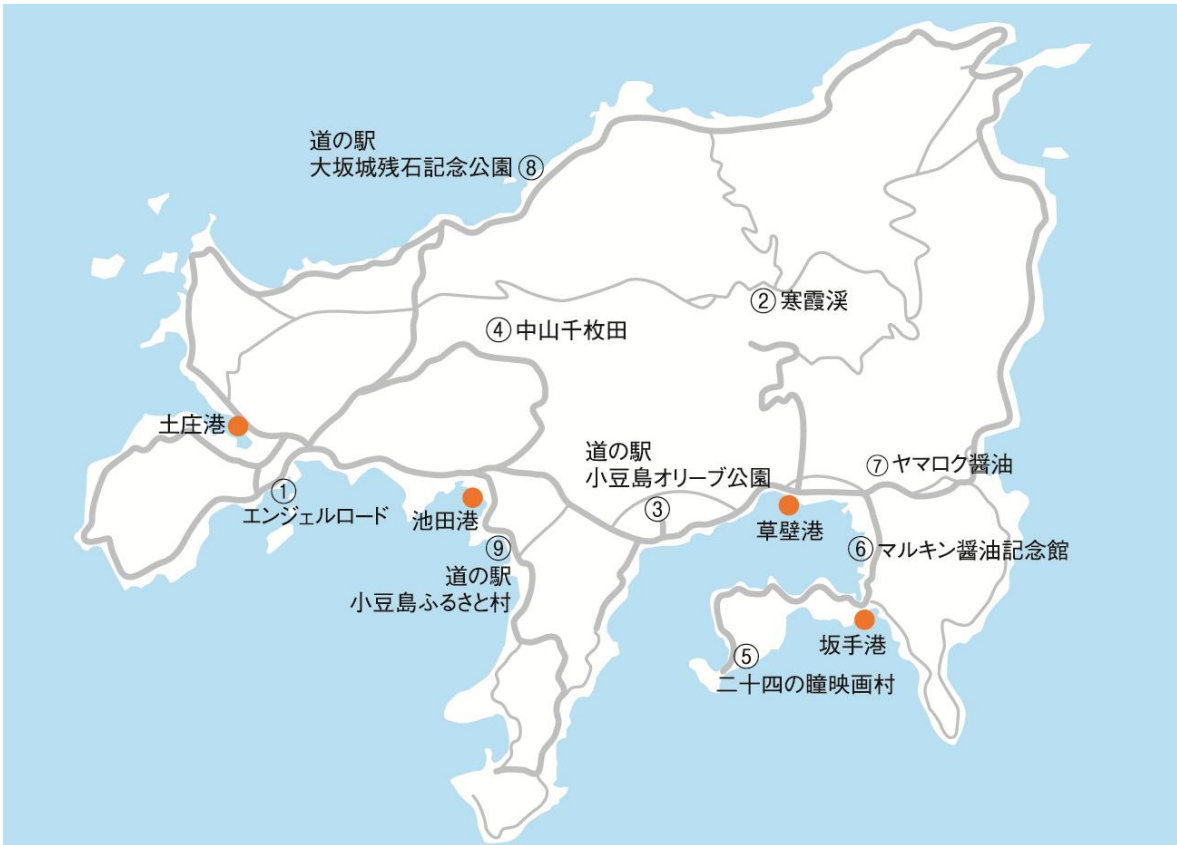 道の駅
大坂城残石記念公園⑧
②寒霞渓
④中山千枚田
土庄港
道の駅
小豆島オリーブ公園
③
⑦ヤマロク醤油
①
エンジェルロード
池田港
草壁港
⑨
道の駅
小豆島ふるさと村
⑥マルキン醤油記念館
坂手港
⑤
二十四の瞳映画村